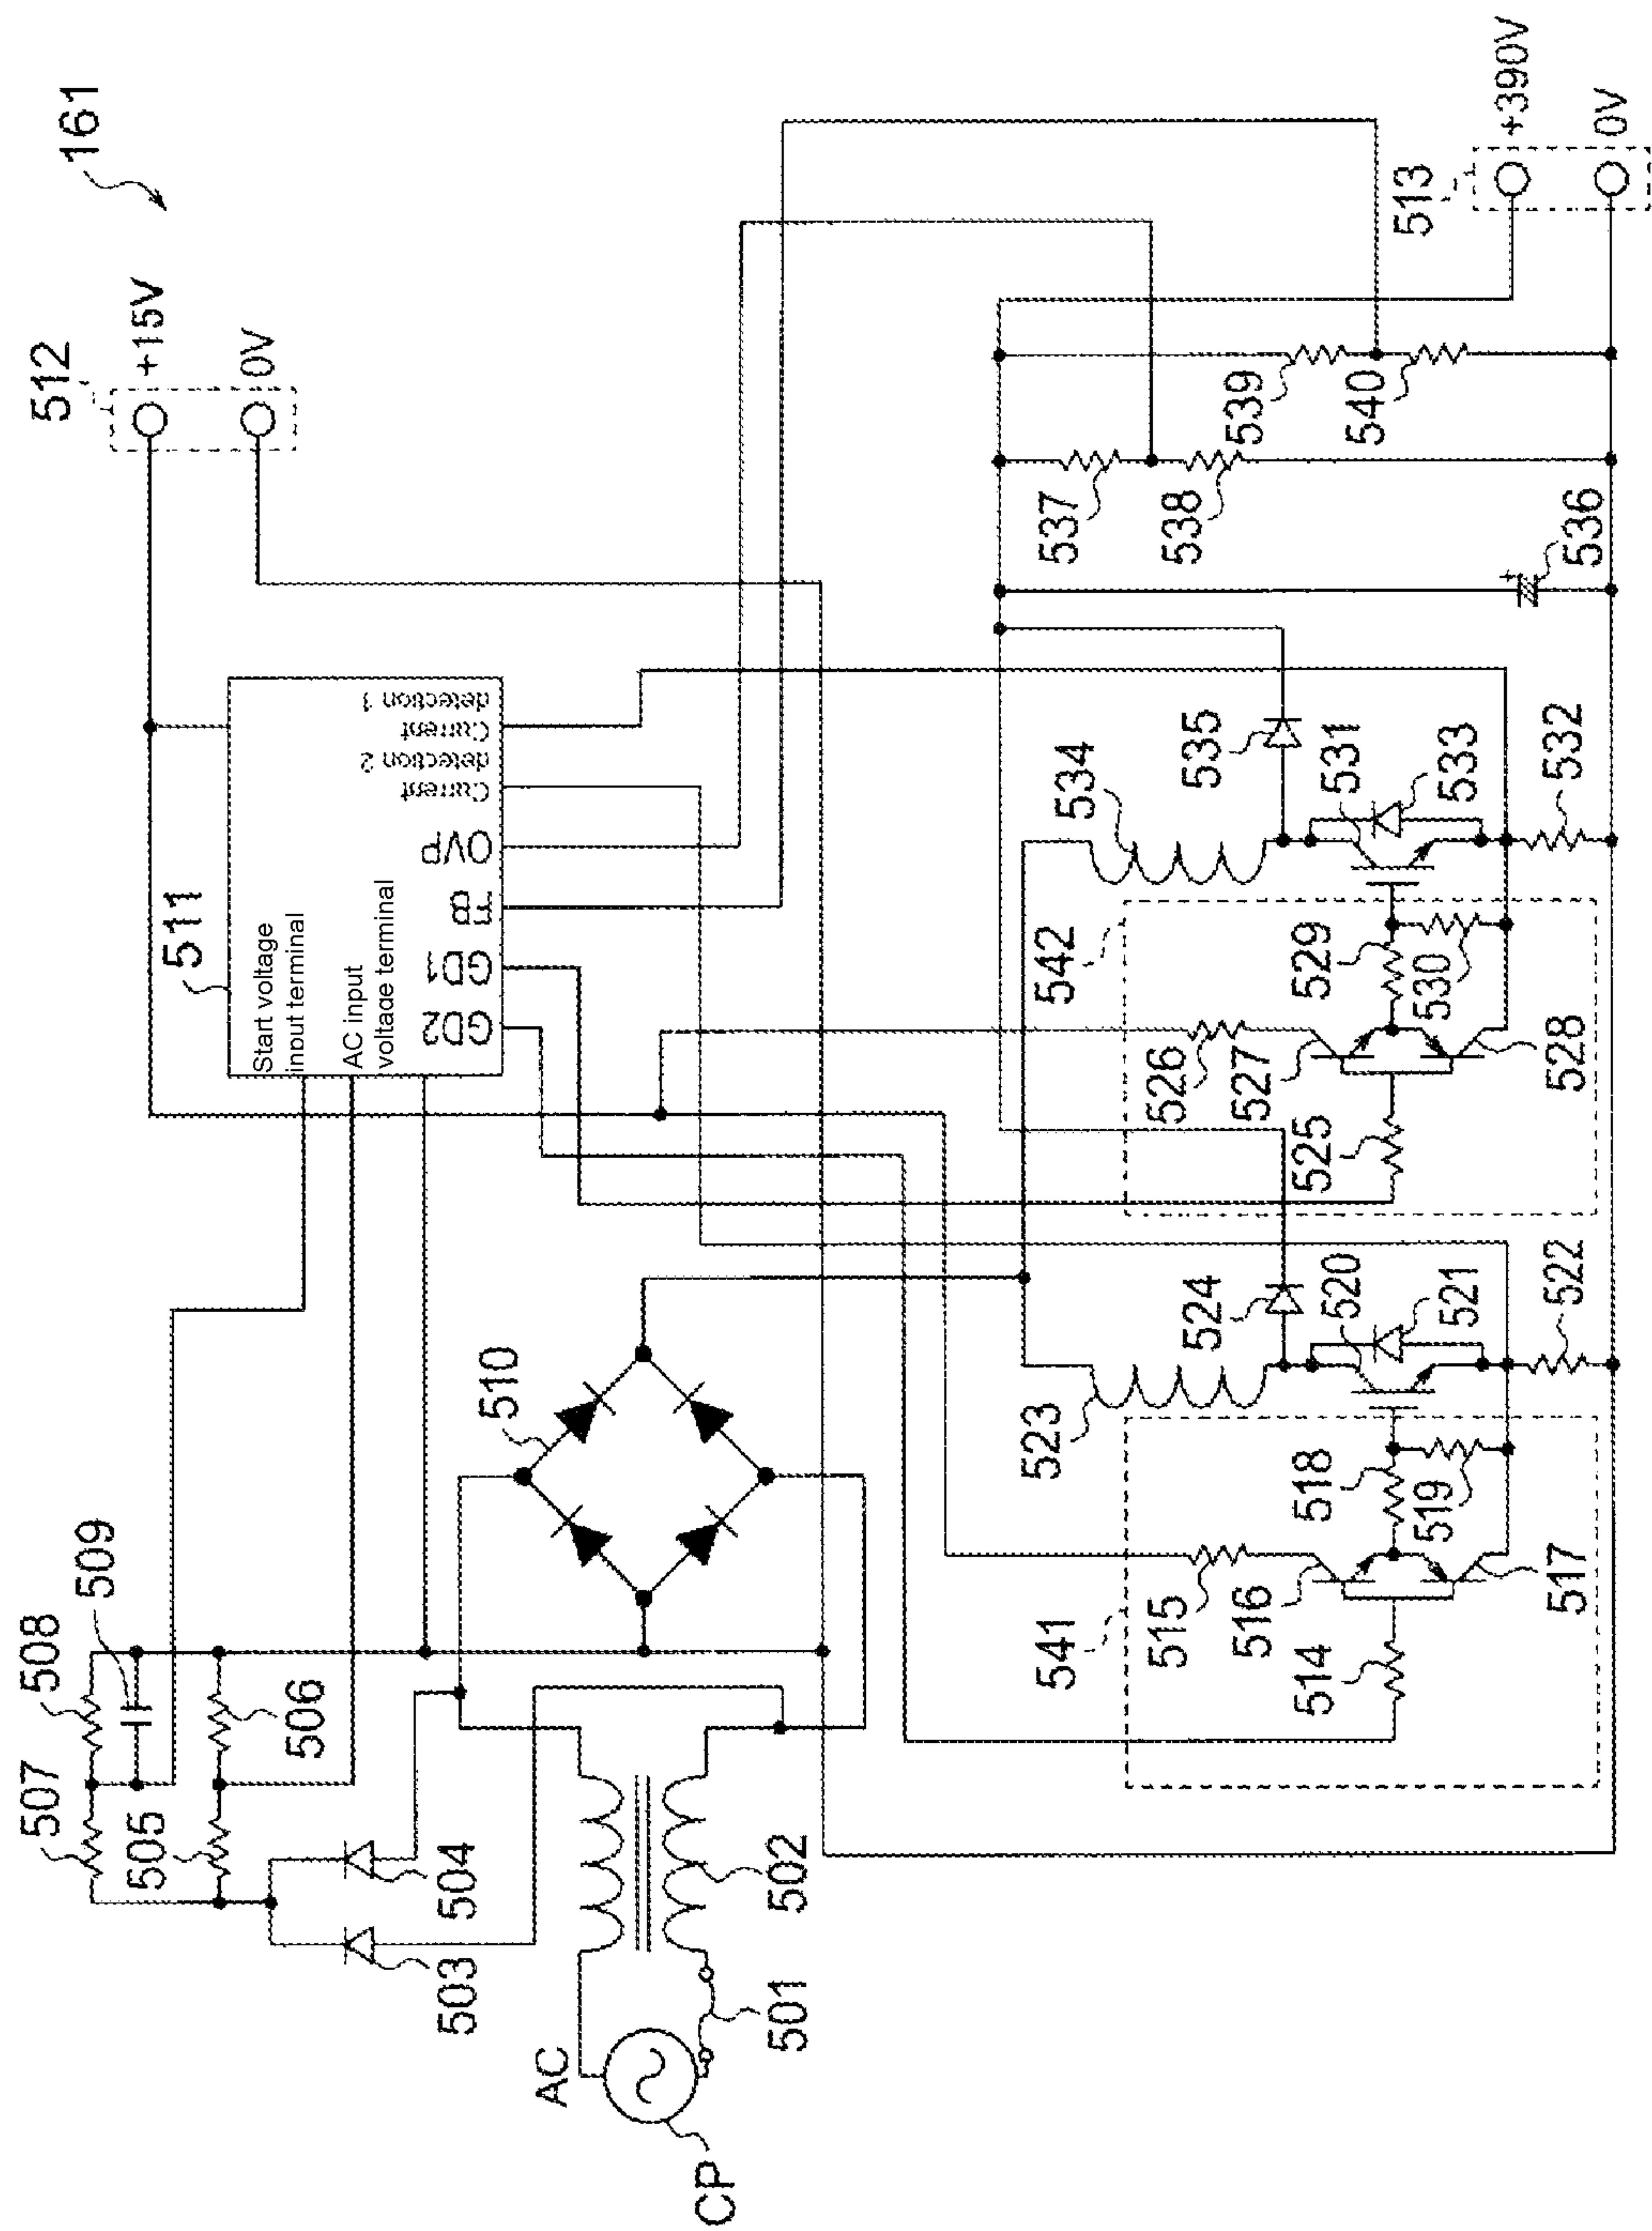 161
512
+15V
0V
511
Start voltage
input terminal
AC input
voltage terminal
Current
detection 1
Current
detection 2
OVP
FB
GD1
GD2
507
508
509
505
506
504
503
510
502
501
AC
CP
513
+390V
0V
539
540
537
538
536
535
534
531
533
532
542
529
530
526
527
528
525
524
523
520
521
522
541
518
519
515
516
517
514